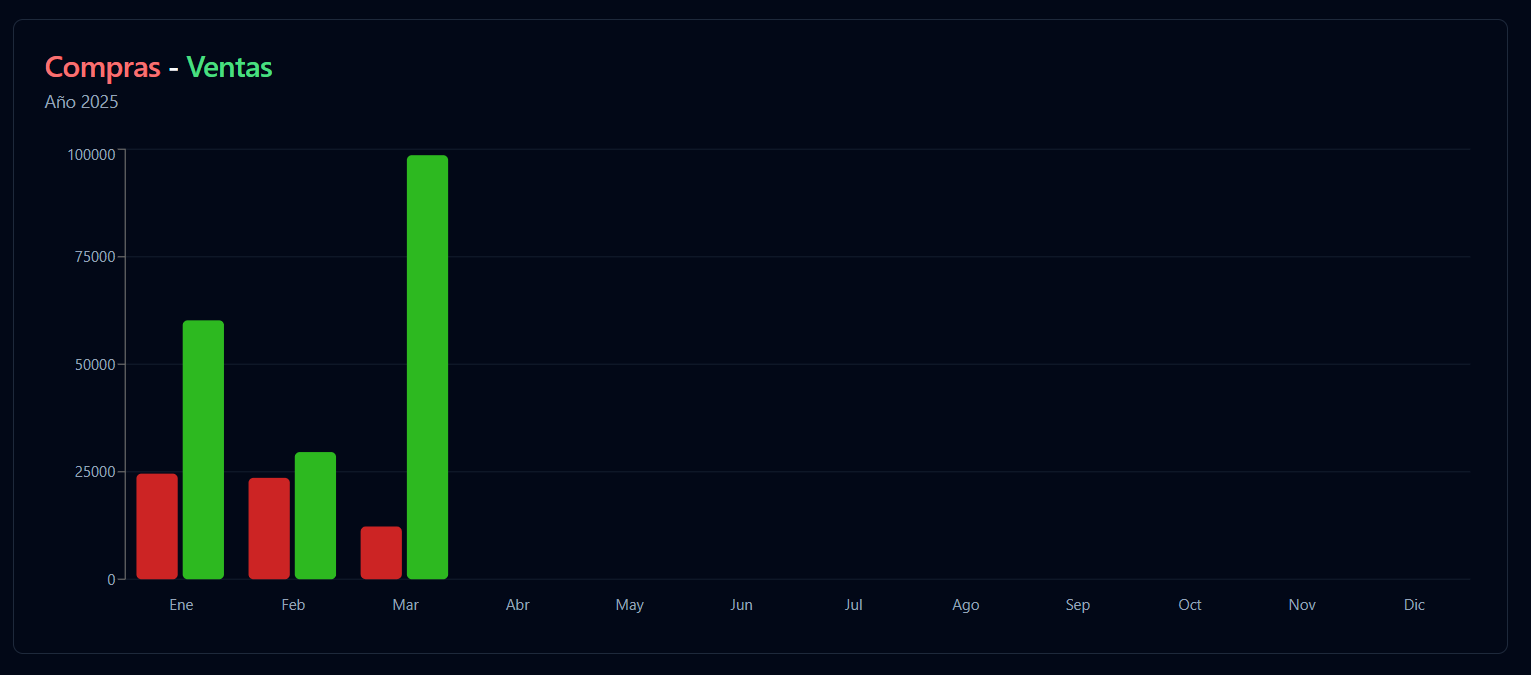 Compras - Ventas
Año 2025
100000
75000
50000
25000
0
Ene Feb Mar Abr May Jun Jul Ago Sep Oct Nov Dic